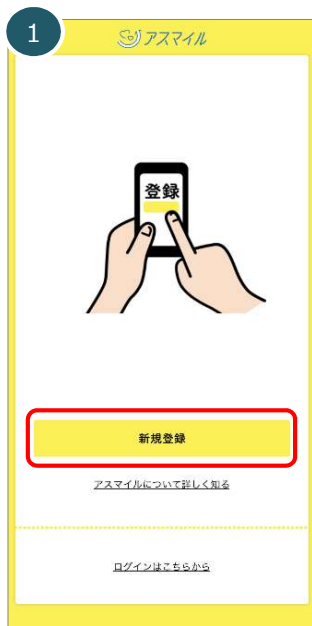 1
アスマイル
登録
新規登録
アスマイルについて詳しく知る
ログインはこちらから